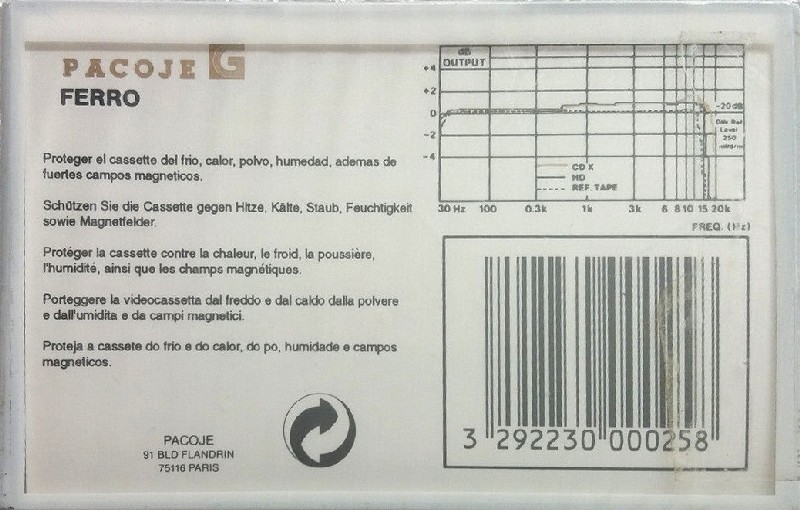 PACOJE G
FERRO
Proteger el cassette del frio, calor, polvo, humedad, ademas de
fuertes campos magneticos.
Schützen Sie die Cassette gegen Hitze, Kälte, Staub, Feuchtigkeit
sowie Magnetfelder.
Protéger la cassette contre la chaleur, le froid, la poussière,
l'humidité, ainsi que les champs magnétiques.
Porteggere la videocassetta dal freddo e dal caldo dalla polvere
e dall'umidita e da campi magnetici.
Proteja a cassate do frio e do calor, do po, humidade e campos
magneticos.
PACOJE
91 BLD FLANDRIN
75116 PARIS
dB
OUTPUT
+4
+2
0
-2
-4
-20 dB
Level
250
CD X
HD
REF. TAPE
30 Hz 100 0.3k 1k 3k 6 8 10 15 20k
FREQ. (Hz)
3 292230 000258